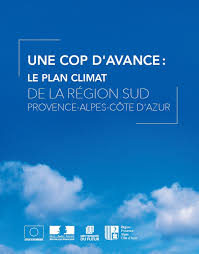 UNE COP D'AVANCE :
LE PLAN CLIMAT
DE LA RÉGION SUD
PROVENCE-ALPES-CÔTE D'AZUR